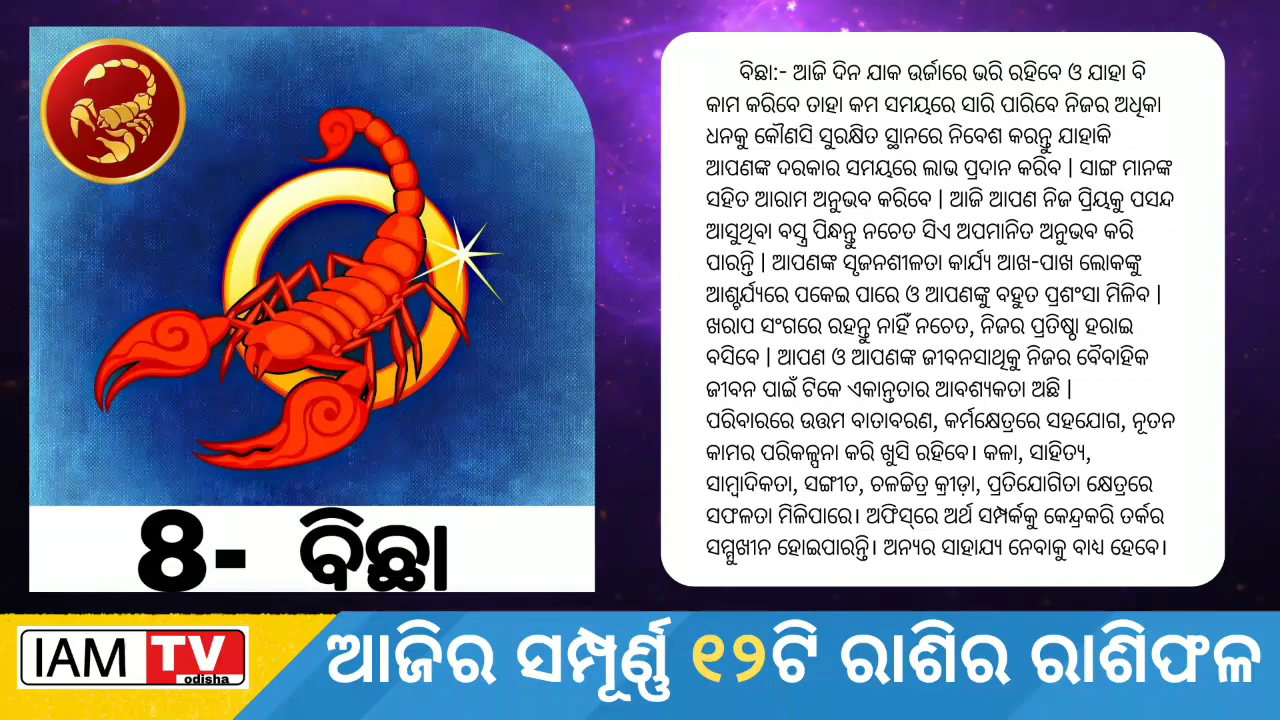 ବିଛା:- ଆଜି ଦିନ ଯାକ ଉର୍ଜାରେ ଭରି ରହିବେ ଓ ଯାହା ବି
କାମ କରିବେ ତାହା କମ ସମୟରେ ସାରି ପାରିବେ ନିଜର ଅଧିକା
ଧନକୁ କୌଣସି ସୁରକ୍ଷିତ ସ୍ଥାନରେ ନିବେଶ କରନ୍ତୁ ଯାହାକି
ଆପଣଙ୍କ ଦରକାର ସମୟରେ ଲାଭ ପ୍ରଦାନ କରିବ | ସାଙ୍ଗ ମାନଙ୍କ
ସହିତ ଆରାମ ଅନୁଭବ କରିବେ | ଆଜି ଆପଣ ନିଜ ପ୍ରିୟକୁ ପସନ୍ଦ
ଆସୁଥିବା ବସ୍ତ୍ର ପିନ୍ଧନ୍ତୁ ନଚେତ ସିଏ ଅପମାନିତ ଅନୁଭବ କରି
ପାରନ୍ତି | ଆପଣଙ୍କ ସୃଜନଶୀଳତା କାର୍ଯ୍ୟ ଆଖ-ପାଖ ଲୋକଙ୍କୁ
ଆଶ୍ଚର୍ଯ୍ୟରେ ପକେଇ ପାରେ ଓ ଆପଣଙ୍କୁ ବହୁତ ପ୍ରଶଂସା ମିଳିବ |
ଖରାପ ସଂଗରେ ରହନ୍ତୁ ନାହିଁ ନଚେତ, ନିଜର ପ୍ରତିଷ୍ଠା ହରାଇ
ବସିବେ | ଆପଣ ଓ ଆପଣଙ୍କ ଜୀବନସାଥିକୁ ନିଜର ବୈବାହିକ
ଜୀବନ ପାଇଁ ଟିକେ ଏକାନ୍ତତାର ଆବଶ୍ୟକତା ଅଛି |
ପରିବାରରେ ଉତ୍ତମ ବାତାବରଣ, କର୍ମକ୍ଷେତ୍ରରେ ସହଯୋଗ, ନୂତନ
କାମର ପରିକଳ୍ପନା କରି ଖୁସି ରହିବେ। କଳା, ସାହିତ୍ୟ,
ସାମ୍ବାଦିକତା, ସଙ୍ଗୀତ, ଚଳଚ୍ଚିତ୍ର କ୍ରୀଡ଼ା, ପ୍ରତିଯୋଗିତା କ୍ଷେତ୍ରରେ
ସଫଳତା ମିଳିପାରେ। ଅଫିସ୍‌ରେ ଅର୍ଥ ସମ୍ପର୍କକୁ କେନ୍ଦ୍ରକରି ତର୍କର
ସମ୍ମୁଖୀନ ହୋଇପାରନ୍ତି। ଅନ୍ୟର ସାହାଯ୍ୟ ନେବାକୁ ବାଧ୍ୟ ହେବେ।
8- ବିଛା
IAM TV odisha
ଆଜିର ସମ୍ପୂର୍ଣ୍ଣ ୧୨ଟି ରାଶିର ରାଶିଫଳ